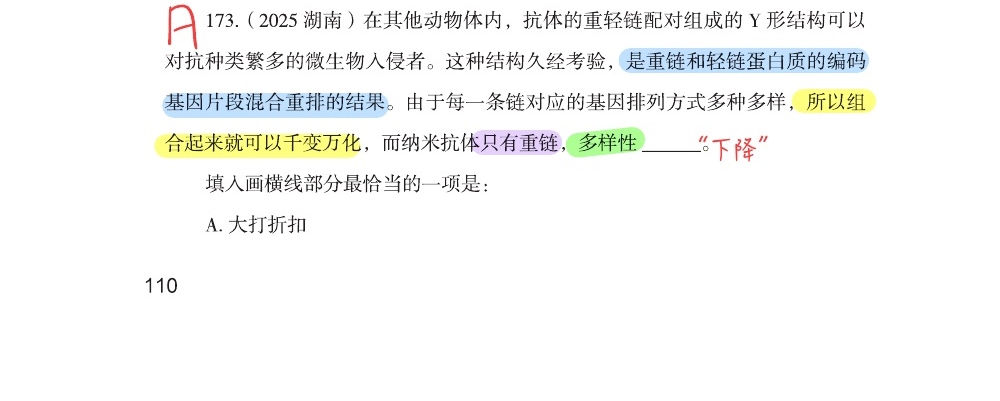 A 173.（2025 湖南）在其他动物体内，抗体的重轻链配对组成的 Y 形结构可以
对抗种类繁多的微生物入侵者。这种结构久经考验，是重链和轻链蛋白质的编码
基因片段混合重排的结果。由于每一条链对应的基因排列方式多种多样，所以组
合起来就可以千变万化，而纳米抗体只有重链，多样性______。“下降”
填入画横线部分最恰当的一项是：
A. 大打折扣
110